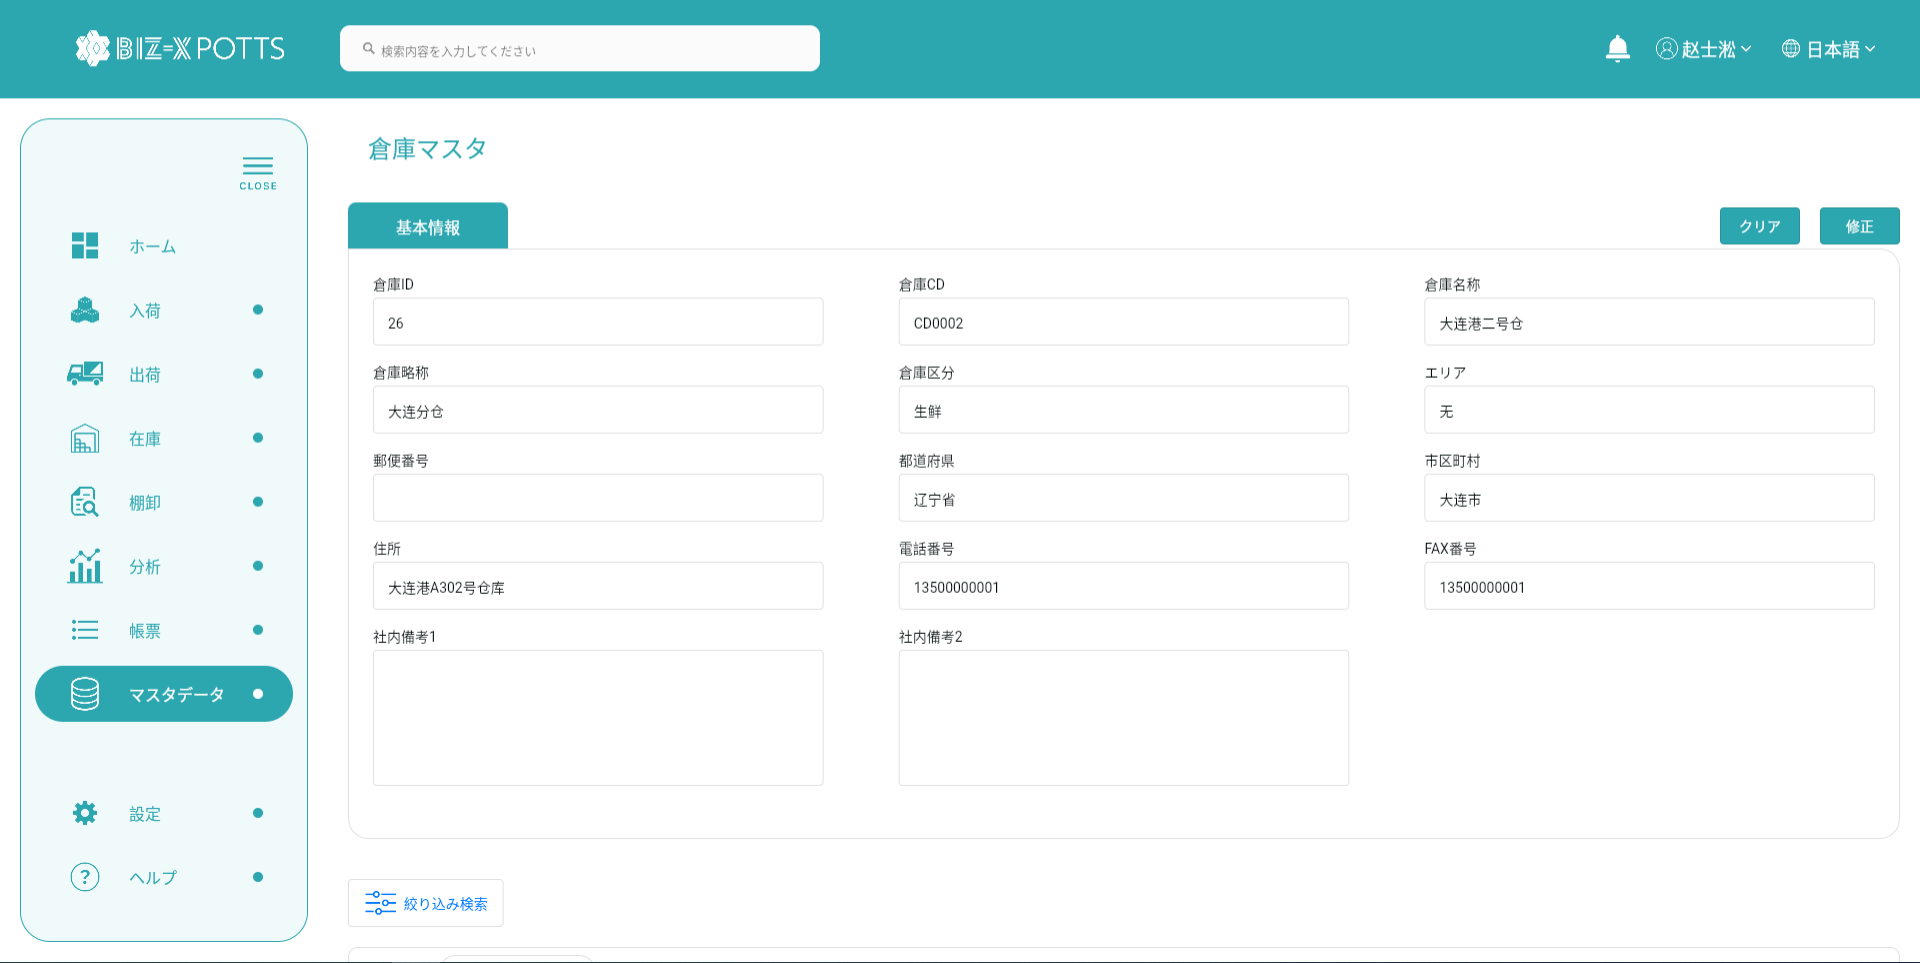 BIZ=X POTTS
検索内容を入力してください
赵士淞
日本語
CLOSE
ホーム
入荷
出荷
在庫
棚卸
分析
帳票
マスタデータ
設定
ヘルプ
倉庫マスタ
基本情報
クリア
修正
倉庫ID
倉庫CD
倉庫名称
26
CD0002
大连港二号仓
倉庫略称
倉庫区分
エリア
大连分仓
生鮮
无
郵便番号
都道府県
市区町村
辽宁省
大连市
住所
電話番号
FAX番号
大连港A302号仓库
13500000001
13500000001
社内備考1
社内備考2
絞り込み検索